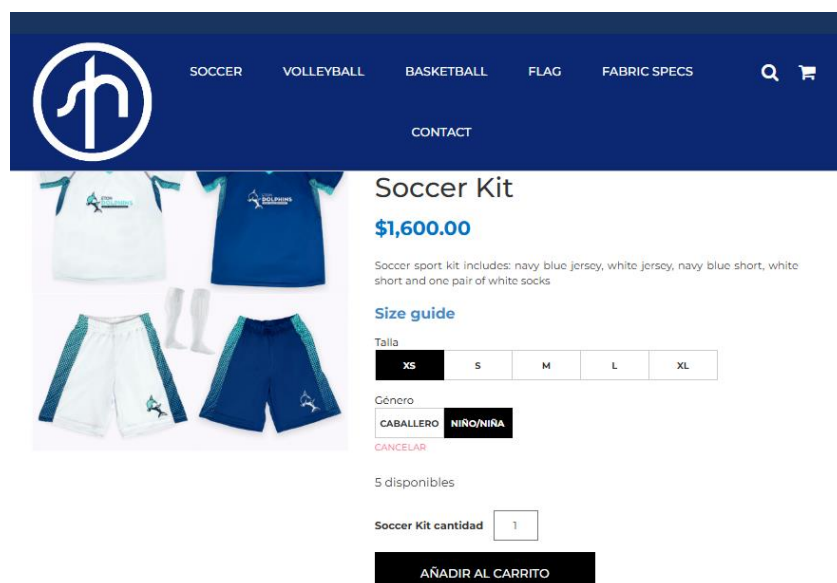 SOCCER VOLLEYBALL BASKETBALL FLAG FABRIC SPECS
CONTACT
DOLPHINS
DOLPHINS
Soccer Kit
$1,600.00
Soccer sport kit includes: navy blue jersey, white jersey, navy blue short, white
short and one pair of white socks
Size guide
Talla
XS S M L XL
Género
CABALLERO NIÑO/NIÑA
CANCELAR
5 disponibles
Soccer Kit cantidad 1
AÑADIR AL CARRITO